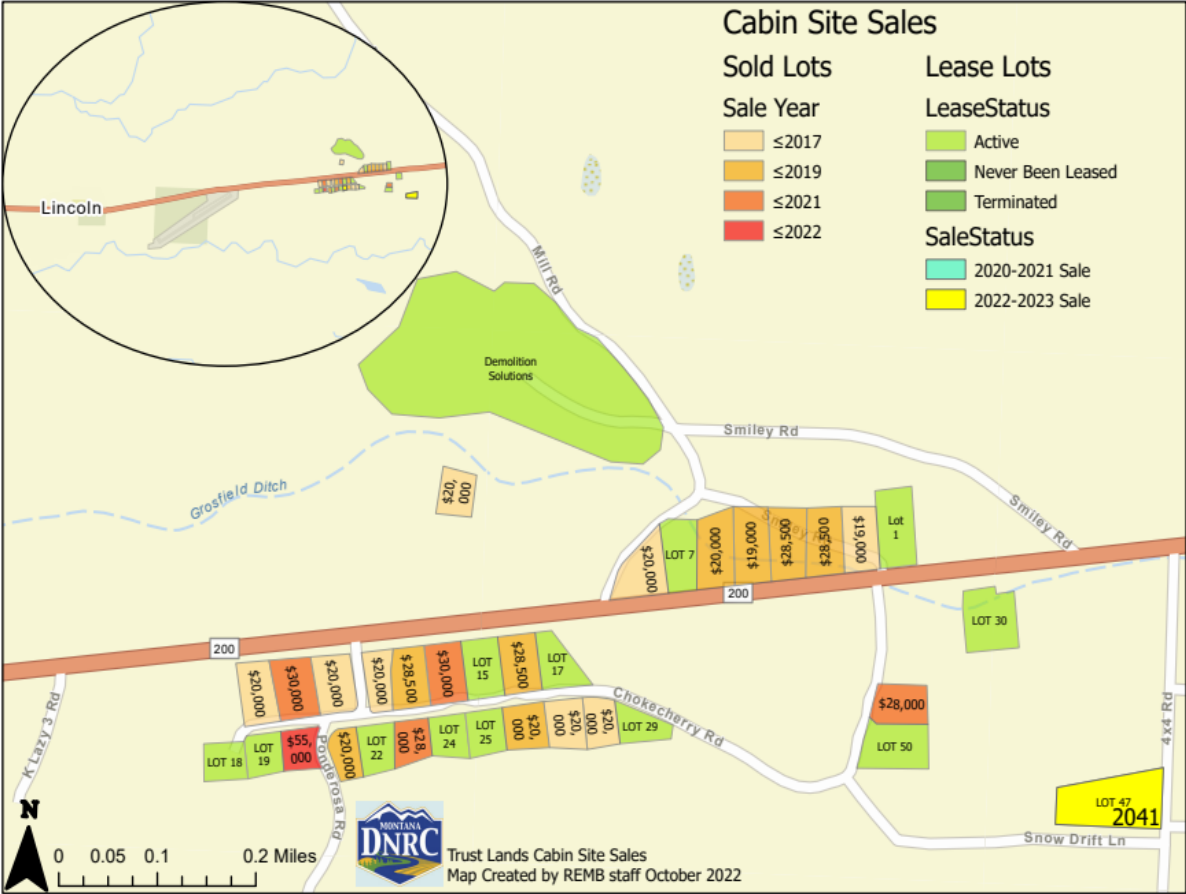 Cabin Site Sales
Sold Lots
Sale Year
≤2017
≤2019
≤2021
≤2022
Lease Lots
LeaseStatus
Active
Never Been Leased
Terminated
SaleStatus
2020-2021 Sale
2022-2023 Sale
Lincoln
Mill Rd
Demolition
Solutions
Smiley Rd
Smiley Rd
Grosfield Ditch
$20,
000
Smiley Rd
$20,000
LOT 7
$20,000
$19,000
$28,500
$28,500
$19,000
Lot
1
200
200
LOT 30
$20,000
$30,000
$20,000
$20,000
$28,500
$30,000
LOT
15
$28,500
LOT
17
K Lazy 3 Rd
Chokecherry Rd
4x4 Rd
$28,000
LOT 50
LOT 18
LOT
19
$55,
000
Ponderosa Rd
$20,000
LOT
22
$28,
000
LOT
24
LOT
25
$20,
000
$20,
000
$20,
000
LOT 29
LOT 47
2041
Snow Drift Ln
N
0 0.05 0.1 0.2 Miles
MONTANA
DNRC
Trust Lands Cabin Site Sales
Map Created by REMB staff October 2022